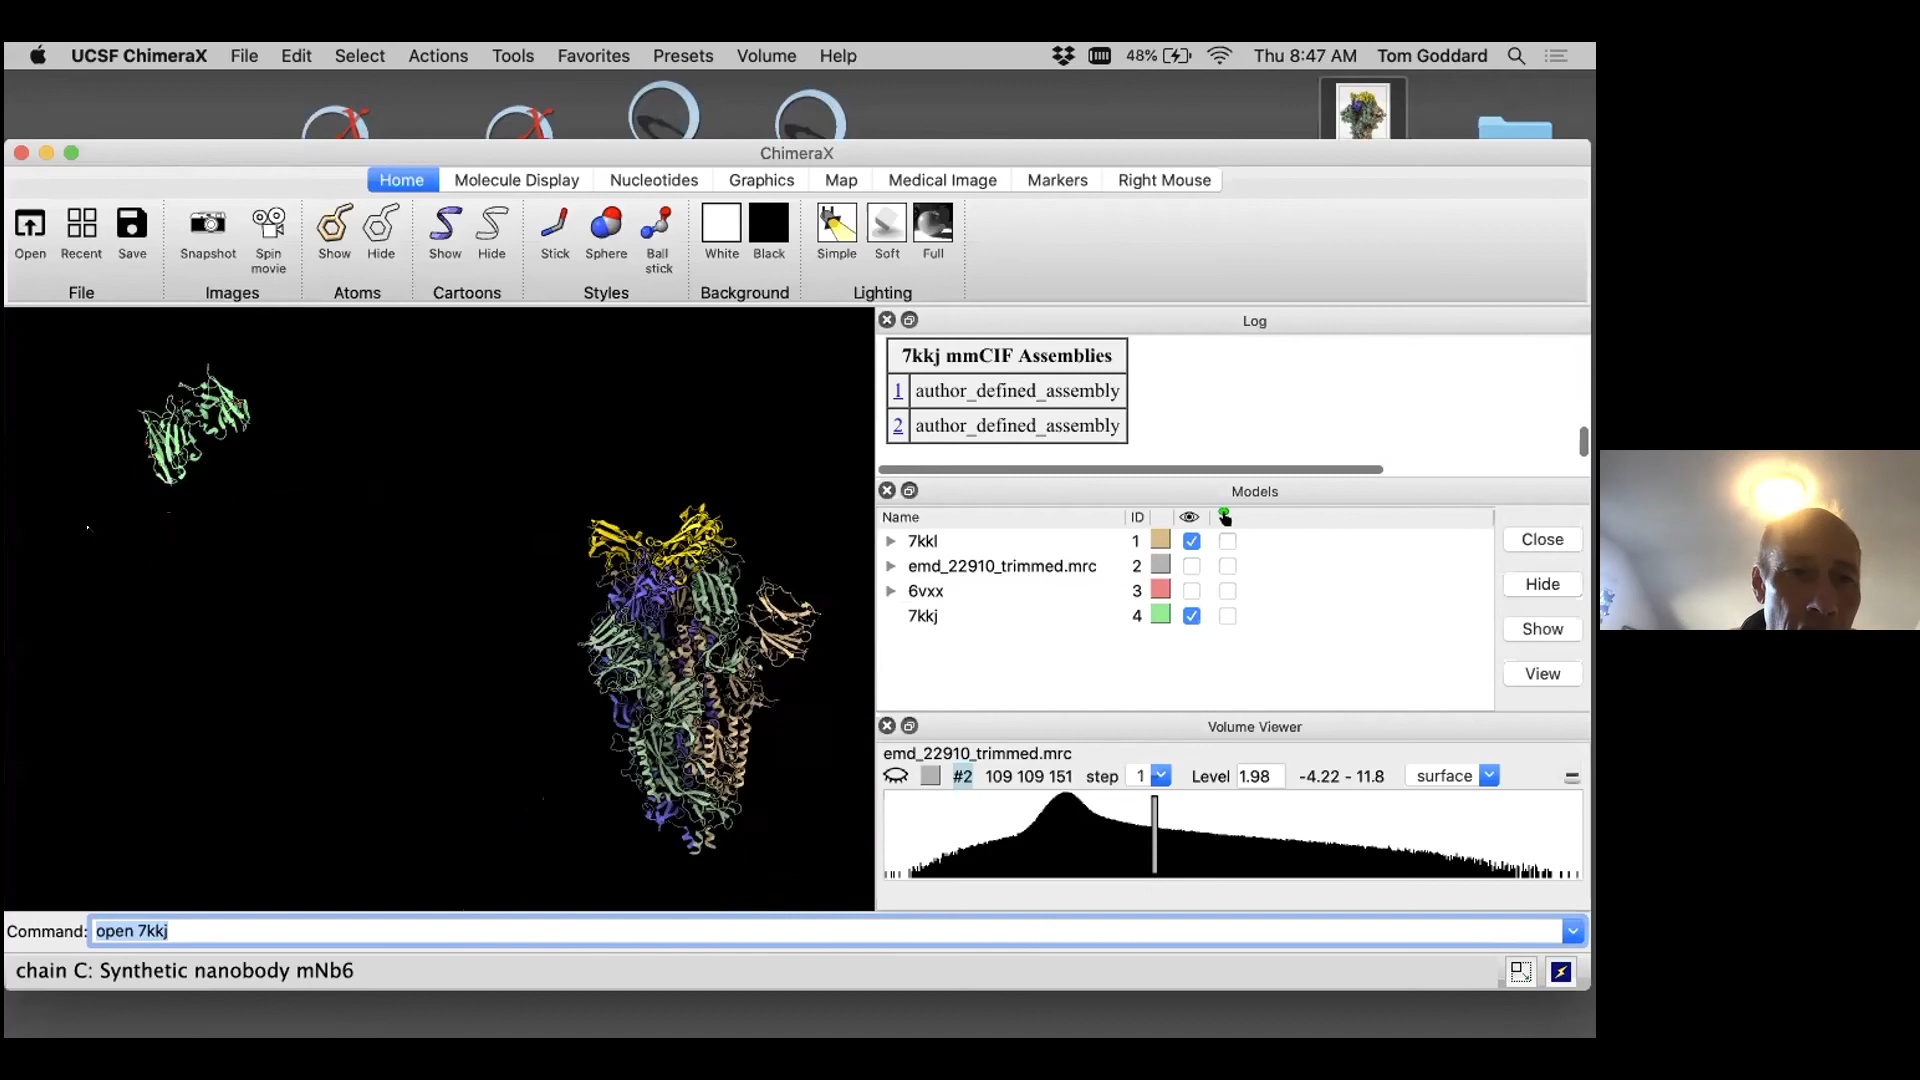 UCSF ChimeraX File Edit Select Actions Tools Favorites Presets Volume Help 48% Thu 8:47 AM Tom Goddard
ChimeraX
Home Molecule Display Nucleotides Graphics Map Medical Image Markers Right Mouse
Open Recent Save Snapshot Spin movie Show Hide Show Hide Stick Sphere Ball stick White Black Simple Soft Full
File Images Atoms Cartoons Styles Background Lighting
Log
7kkj mmCIF Assemblies
1 author_defined_assembly
2 author_defined_assembly
Models
Name ID
7kkl 1
emd_22910_trimmed.mrc 2
6vxx 3
7kkj 4
Close
Hide
Show
View
Volume Viewer
emd_22910_trimmed.mrc
#2 109 109 151 step 1 Level 1.98 -4.22 - 11.8 surface
Command: open 7kkj
chain C: Synthetic nanobody mNb6